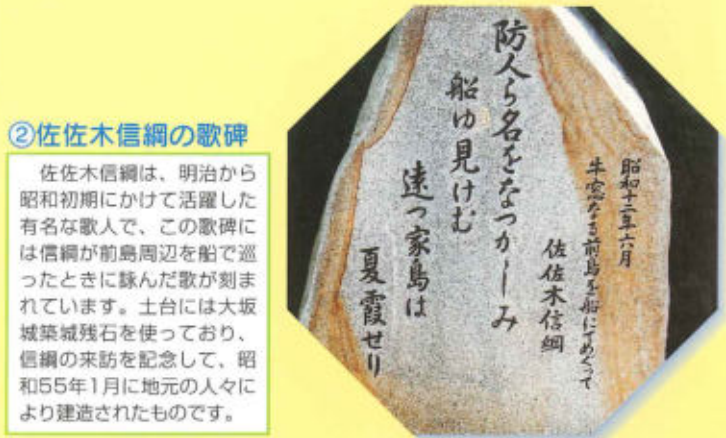 ②佐佐木信綱の歌碑
佐佐木信綱は、明治から
昭和初期にかけて活躍した
有名な歌人で、この歌碑に
は信綱が前島周辺を船で巡
ったときに詠んだ歌が刻ま
れています。土台には大坂
城築城残石を使っており、
信綱の来訪を記念して、昭
和55年1月に地元の人々に
より建造されたものです。
昭和十二年六月
牛窓なる前島を船にてめぐりて
佐佐木信綱
防人ら名をなつかしみ
船ゆ見けむ
遠つ家島は
夏霞せり